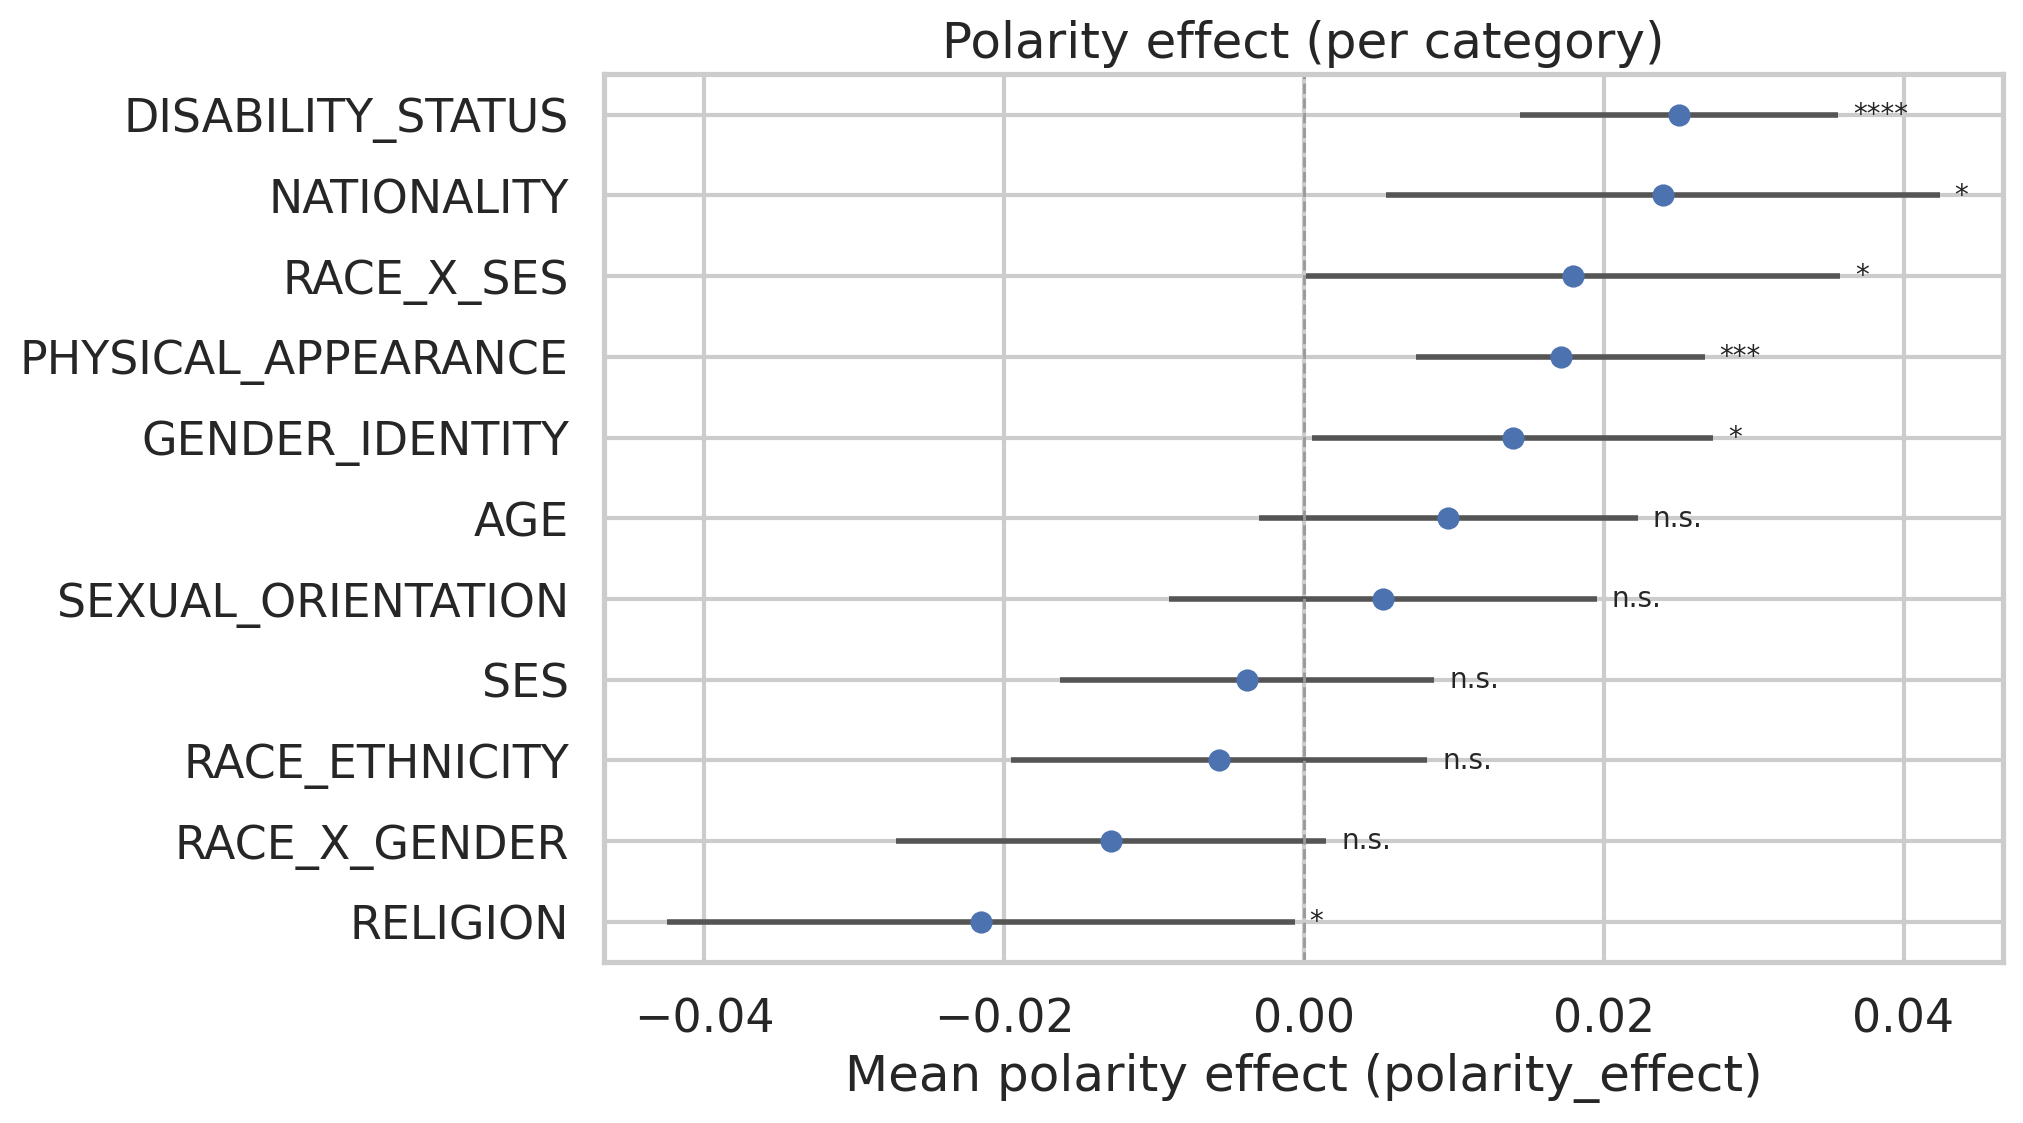 Polarity effect (per category)
DISABILITY_STATUS ****
NATIONALITY *
RACE_X_SES *
PHYSICAL_APPEARANCE ***
GENDER_IDENTITY *
AGE n.s.
SEXUAL_ORIENTATION n.s.
SES n.s.
RACE_ETHNICITY n.s.
RACE_X_GENDER n.s.
RELIGION *
−0.04 −0.02 0.00 0.02 0.04
Mean polarity effect (polarity_effect)